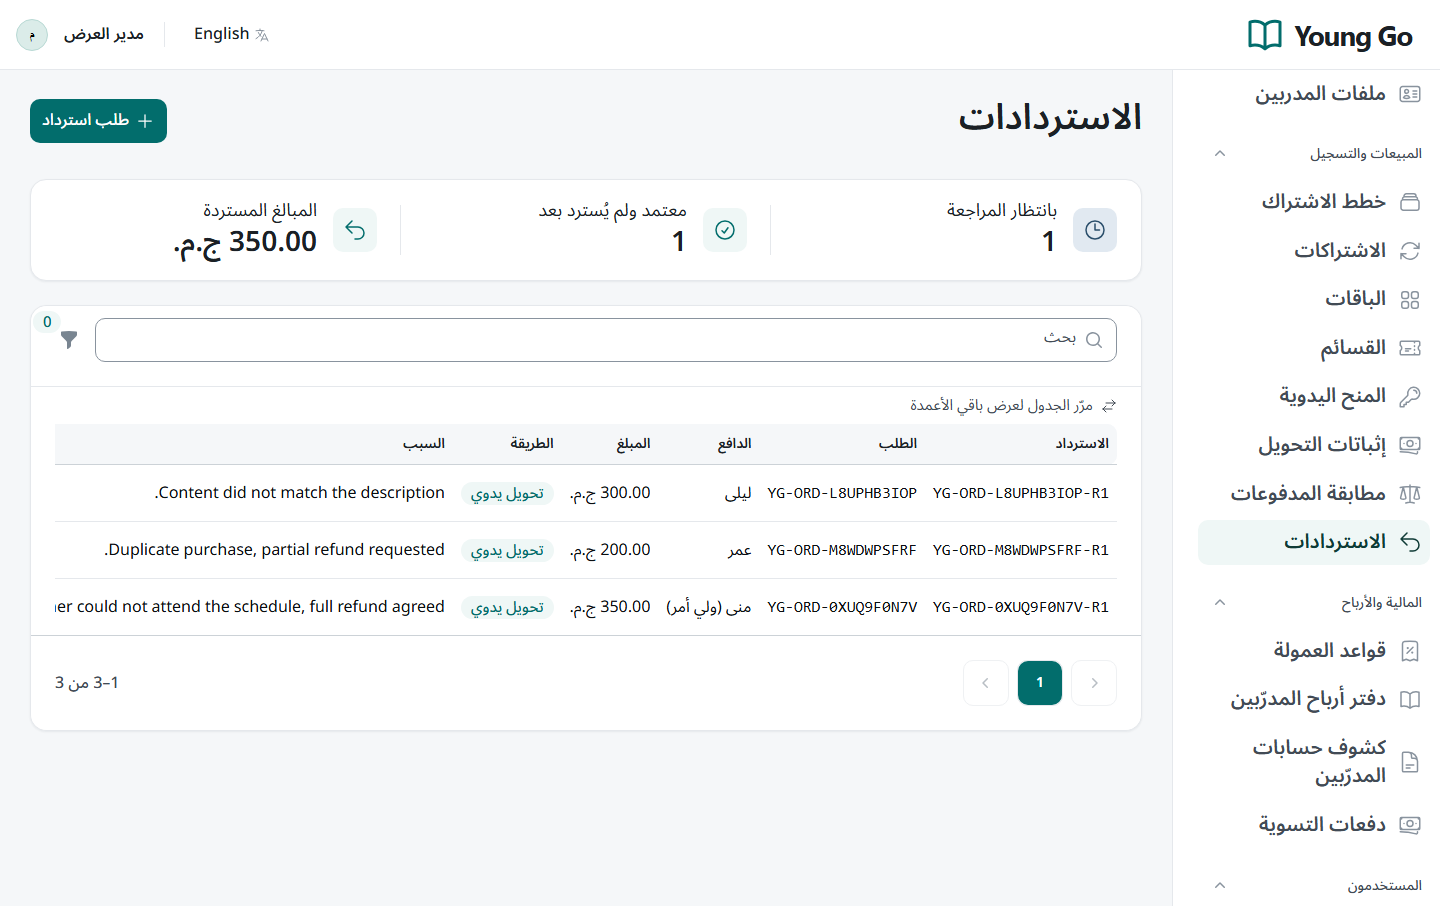 Young Go
English
مدير العرض
م
ملفات المدربين
المبيعات والتسجيل
خطط الاشتراك
الاشتراكات
الباقات
القسائم
المنح اليدوية
إثباتات التحويل
مطابقة المدفوعات
الاستردادات
المالية والأرباح
قواعد العمولة
دفتر أرباح المدرّبين
كشوف حسابات
المدرّبين
دفعات التسوية
المستخدمون
الاستردادات
طلب استرداد
بانتظار المراجعة
1
معتمد ولم يُسترد بعد
1
المبالغ المستردة
350.00 ج.م.
بحث
0
مرّر الجدول لعرض باقي الأعمدة
الاسترداد الطلب الدافع المبلغ الطريقة السبب
YG-ORD-L8UPHB3IOP-R1 YG-ORD-L8UPHB3IOP ليلى 300.00 ج.م. تحويل يدوي Content did not match the description.
YG-ORD-M8WDWPSFRF-R1 YG-ORD-M8WDWPSFRF عمر 200.00 ج.م. تحويل يدوي Duplicate purchase, partial refund requested.
YG-ORD-0XUQ9F0N7V-R1 YG-ORD-0XUQ9F0N7V منى (ولي أمر) 350.00 ج.م. تحويل يدوي could not attend the schedule, full refund agreed
1
1–3 من 3